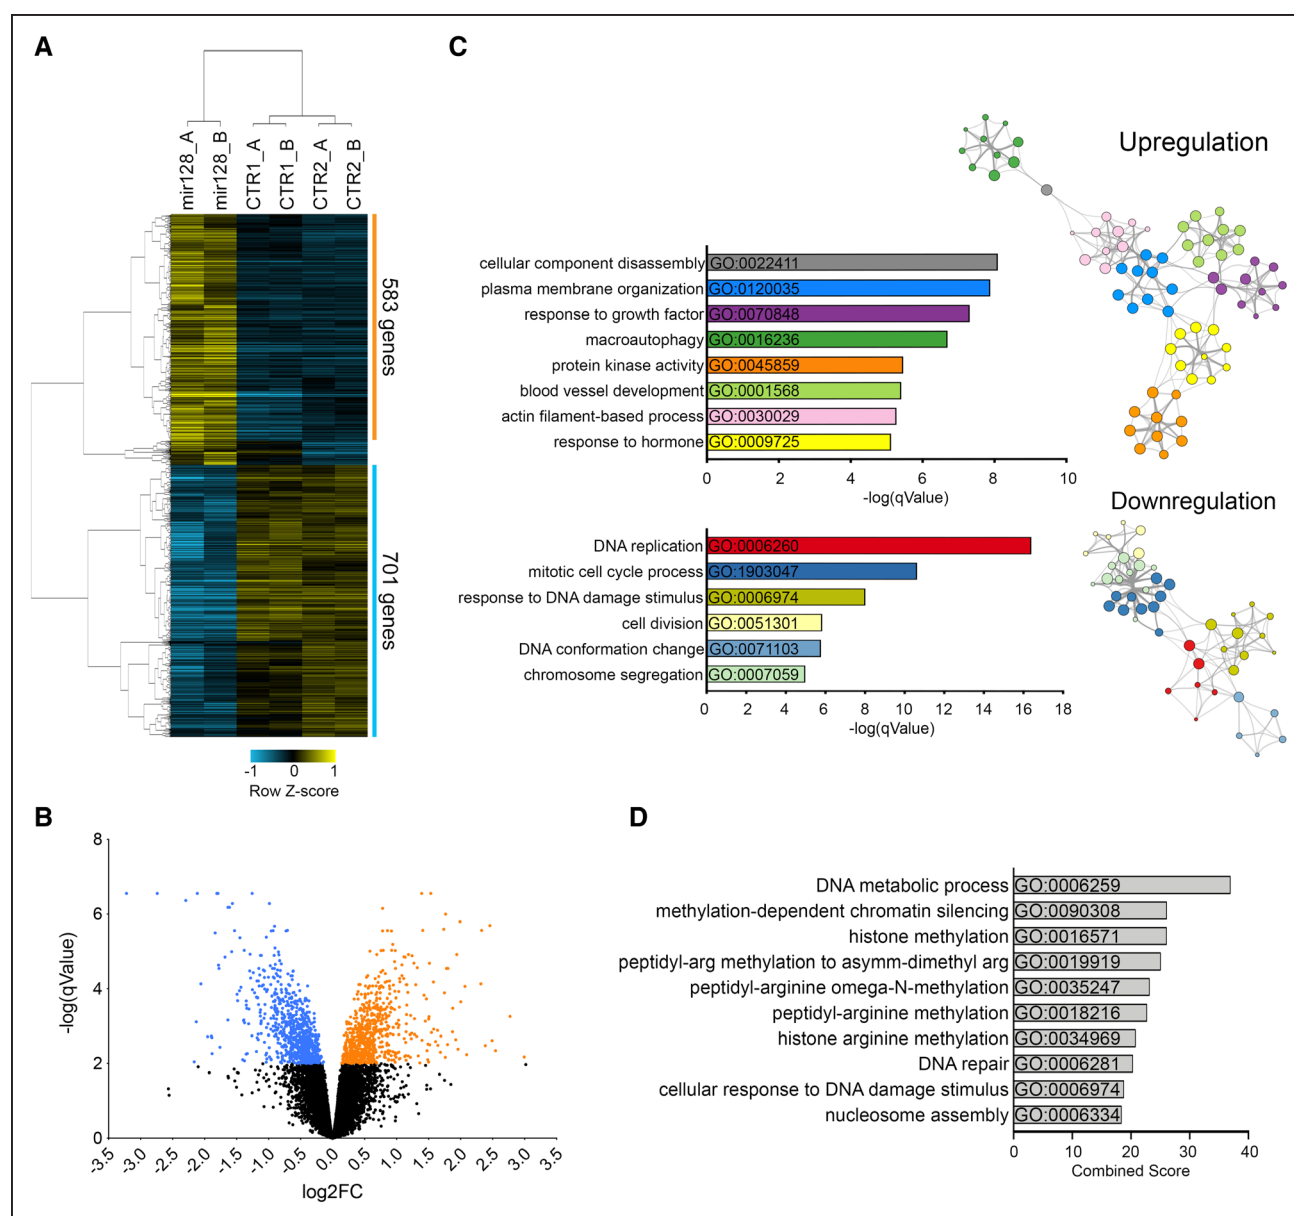 A
mir128_A
mir128_B
CTR1_A
CTR1_B
CTR2_A
CTR2_B
583 genes
701 genes
-1 0 1
Row Z-score
C
Upregulation
cellular component disassembly GO:0022411
plasma membrane organization GO:0120035
response to growth factor GO:0070848
macroautophagy GO:0016236
protein kinase activity GO:0045859
blood vessel development GO:0001568
actin filament-based process GO:0030029
response to hormone GO:0009725
0 2 4 6 8 10
-log(qValue)
Downregulation
DNA replication GO:0006260
mitotic cell cycle process GO:1903047
response to DNA damage stimulus GO:0006974
cell division GO:0051301
DNA conformation change GO:0071103
chromosome segregation GO:0007059
0 2 4 6 8 10 12 14 16 18
-log(qValue)
B
8
6
4
2
0
-log(qValue)
-3.5 -3.0 -2.5 -2.0 -1.5 -1.0 -0.5 0.0 0.5 1.0 1.5 2.0 2.5 3.0 3.5
log2FC
D
DNA metabolic process GO:0006259
methylation-dependent chromatin silencing GO:0090308
histone methylation GO:0016571
peptidyl-arg methylation to asymm-dimethyl arg GO:0019919
peptidyl-arginine omega-N-methylation GO:0035247
peptidyl-arginine methylation GO:0018216
histone arginine methylation GO:0034969
DNA repair GO:0006281
cellular response to DNA damage stimulus GO:0006974
nucleosome assembly GO:0006334
0 10 20 30 40
Combined Score